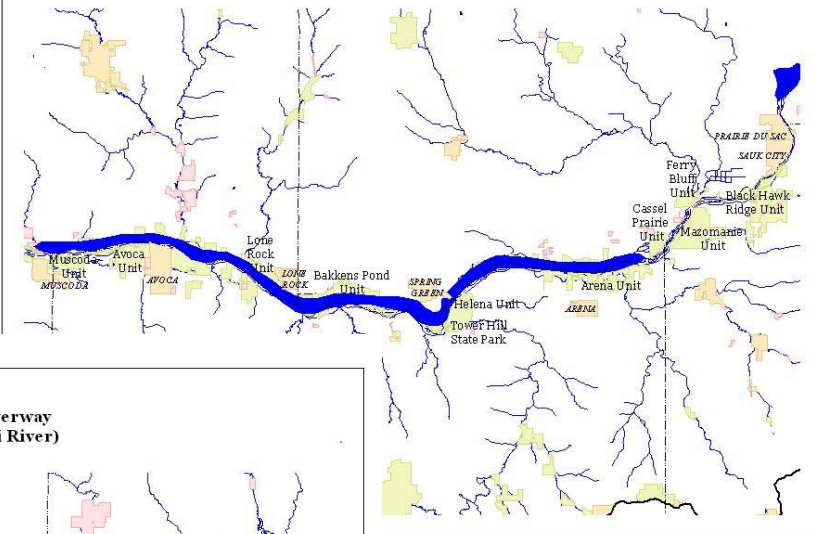 PRAIRIE DU SAC
SAUK CITY
Ferry
Bluff
Unit
Black Hawk
Ridge Unit
Cassel
Prairie
Unit
Mazomanie
Unit
Lone
Rock
Unit
Muscoda
Unit
MUSCODA
Avoca
Unit
AVOCA
LONE
ROCK
Bakkens Pond
Unit
SPRING
GREEN
Helena Unit
Arena Unit
ARENA
Tower Hill
State Park
erway
i River)